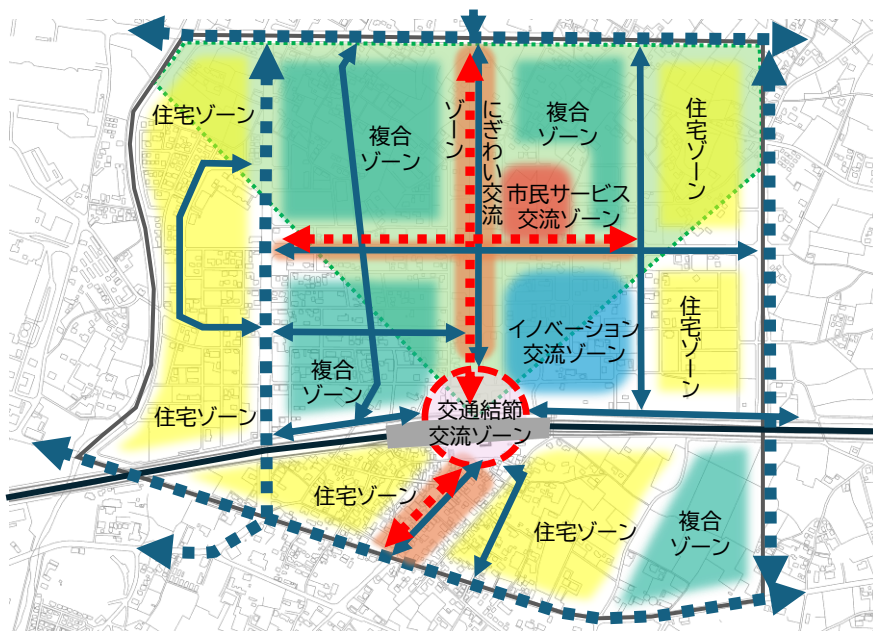 住宅ゾーン
複合
ゾーン
にぎわい交流
ゾーン
複合
ゾーン
住宅ゾーン
市民サービス
交流ゾーン
イノベーション
交流ゾーン
住宅ゾーン
複合
ゾーン
住宅ゾーン
交通結節
交流ゾーン
住宅ゾーン
住宅ゾーン
複合
ゾーン